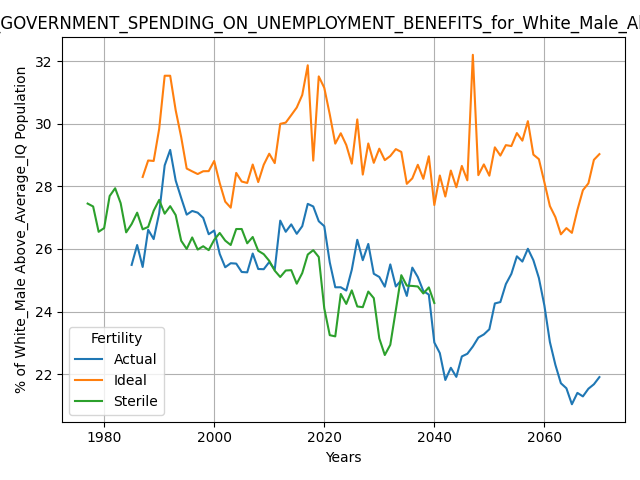 _GOVERNMENT_SPENDING_ON_UNEMPLOYMENT_BENEFITS_for_White_Male_A
% of White_Male Above_Average_IQ Population
32
30
28
26
24
22
Fertility
Actual
Ideal
Sterile
1980
2000
2020
2040
2060
Years